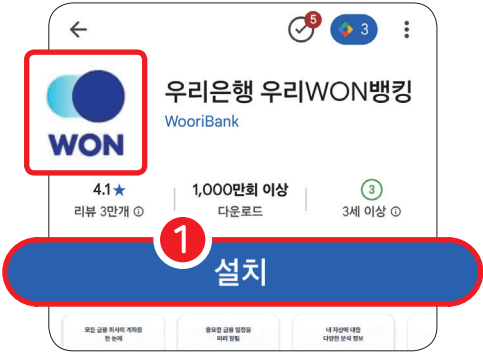 5
3
WON
우리은행 우리WON뱅킹
WooriBank
4.1★
리뷰 3만개 ⓘ
1,000만회 이상
다운로드
3
3세 이상 ⓘ
1
설치
모든 금융 회사의 계좌를
한 눈에
중요한 금융 일정을
미리 알림
내 자산에 대한
다양한 분석 정보